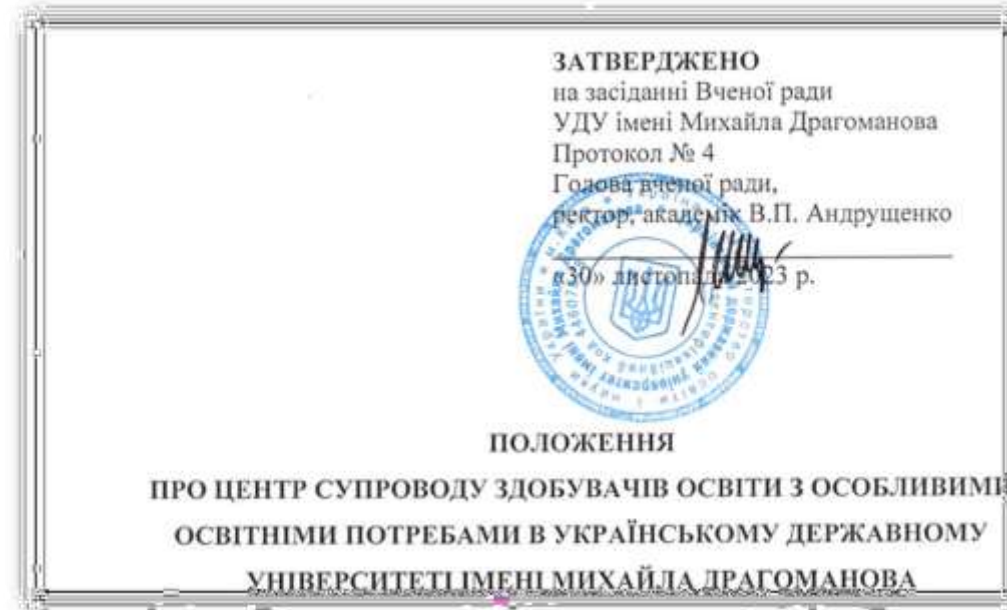 ЗАТВЕРДЖЕНО
на засіданні Вченої ради
УДУ імені Михайла Драгоманова
Протокол № 4
Голова вченої ради,
ректор, академік В.П. Андрущенко
«30» листопада 2023 р.
ПОЛОЖЕННЯ
ПРО ЦЕНТР СУПРОВОДУ ЗДОБУВАЧІВ ОСВІТИ З ОСОБЛИВИМИ
ОСВІТНІМИ ПОТРЕБАМИ В УКРАЇНСЬКОМУ ДЕРЖАВНОМУ
УНІВЕРСИТЕТІ ІМЕНІ МИХАЙЛА ДРАГОМАНОВА